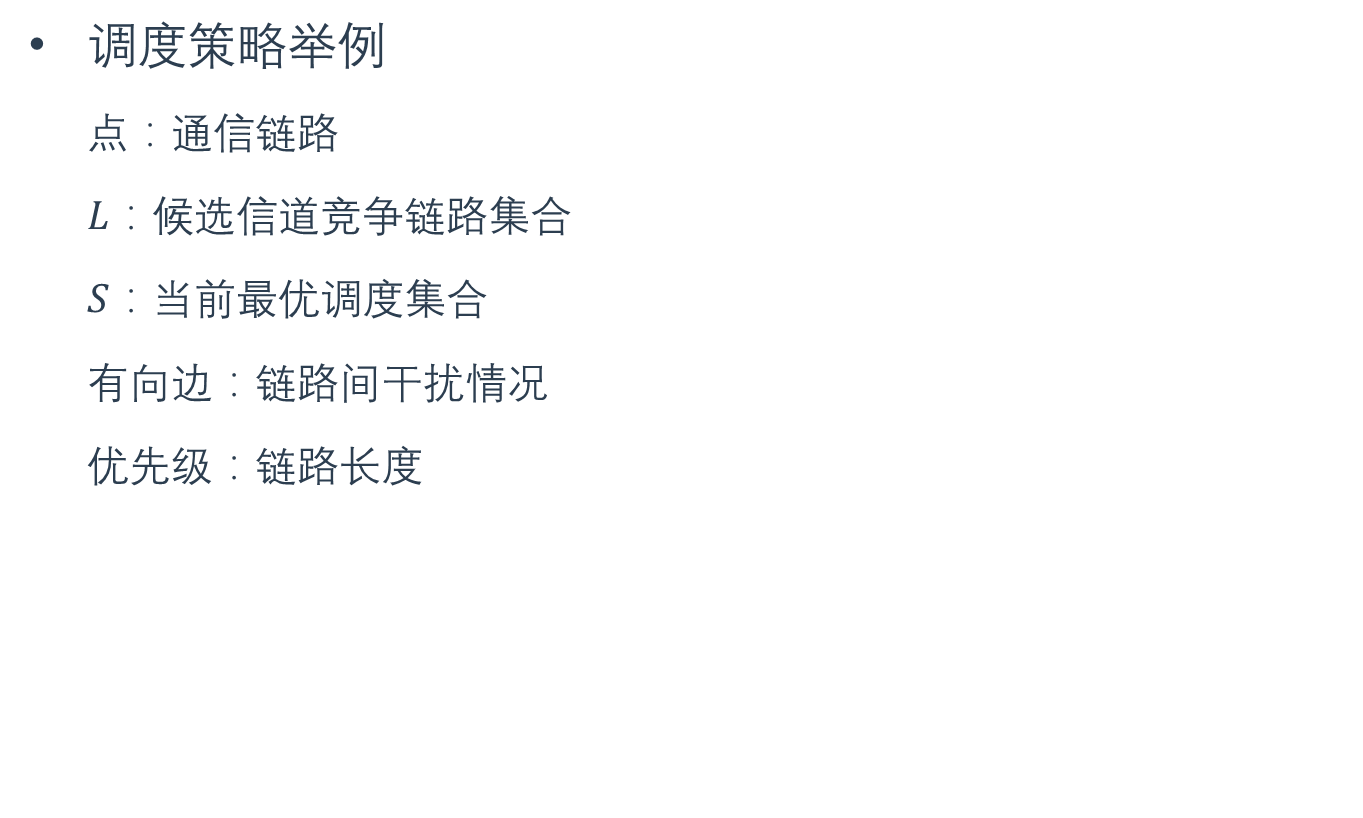 • 调度策略举例
点：通信链路
L：候选信道竞争链路集合
S：当前最优调度集合
有向边：链路间干扰情况
优先级：链路长度